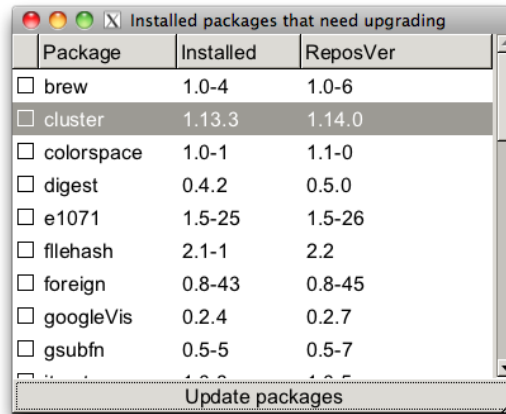 X Installed packages that need upgrading
Package Installed ReposVer
brew 1.0-4 1.0-6
cluster 1.13.3 1.14.0
colorspace 1.0-1 1.1-0
digest 0.4.2 0.5.0
e1071 1.5-25 1.5-26
fllehash 2.1-1 2.2
foreign 0.8-43 0.8-45
googleVis 0.2.4 0.2.7
gsubfn 0.5-5 0.5-7
Update packages